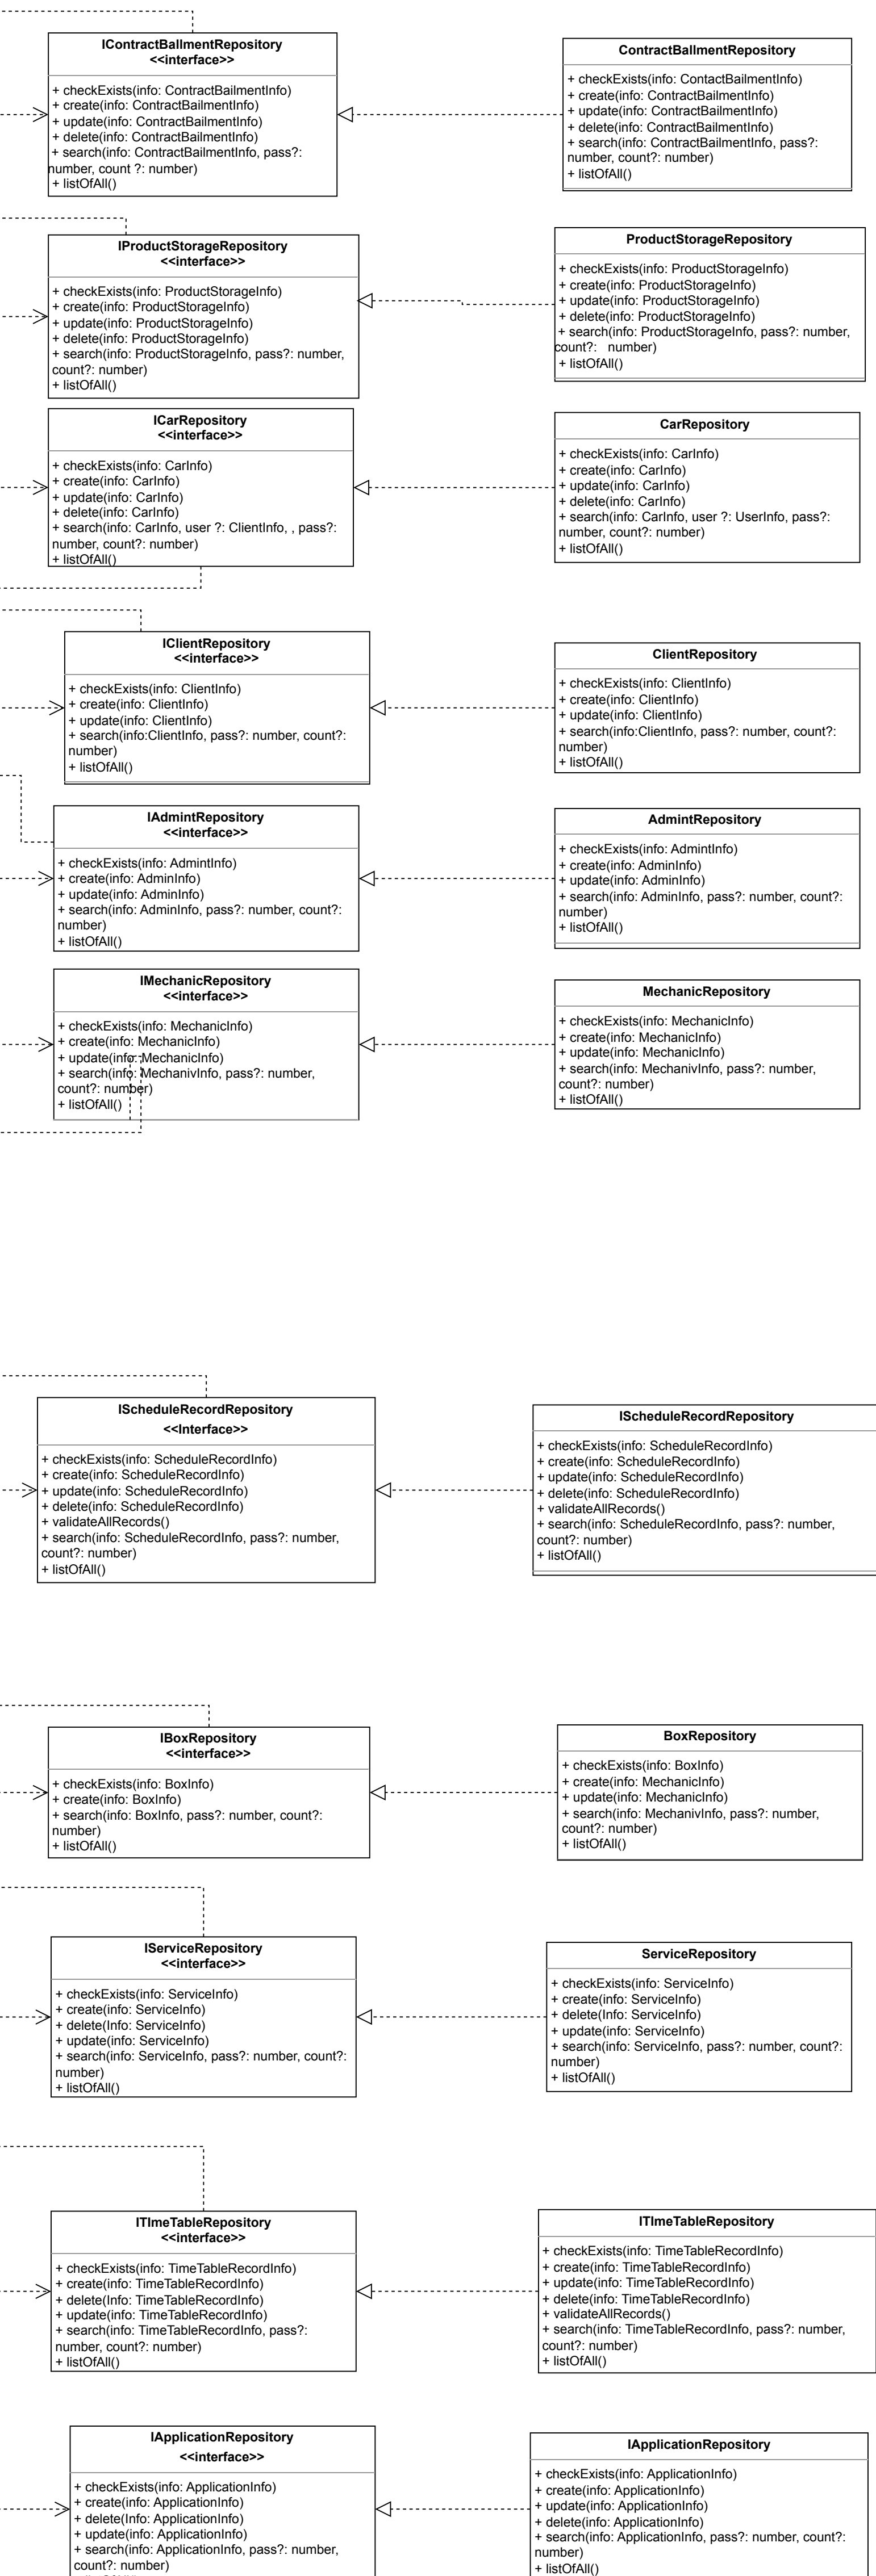 IContractBallmentRepository
<<interface>>
+ checkExists(info: ContractBailmentInfo)
+ create(info: ContractBailmentInfo)
+ update(info: ContractBailmentInfo)
+ delete(info: ContractBailmentInfo)
+ search(info: ContractBailmentInfo, pass?:
number, count ?: number)
+ listOfAll()
ContractBallmentRepository
+ checkExists(info: ContactBailmentInfo)
+ create(info: ContractBailmentInfo)
+ update(info: ContractBailmentInfo)
+ delete(info: ContractBailmentInfo)
+ search(info: ContractBailmentInfo, pass?:
number, count?: number)
+ listOfAll()
IProductStorageRepository
<<interface>>
+ checkExists(info: ProductStorageInfo)
+ create(info: ProductStorageInfo)
+ update(info: ProductStorageInfo)
+ delete(info: ProductStorageInfo)
+ search(info: ProductStorageInfo, pass?: number,
count?: number)
+ listOfAll()
ProductStorageRepository
+ checkExists(info: ProductStorageInfo)
+ create(info: ProductStorageInfo)
+ update(info: ProductStorageInfo)
+ delete(info: ProductStorageInfo)
+ search(info: ProductStorageInfo, pass?: number,
count?: number)
+ listOfAll()
ICarRepository
<<interface>>
+ checkExists(info: CarInfo)
+ create(info: CarInfo)
+ update(info: CarInfo)
+ delete(info: CarInfo)
+ search(info: CarInfo, user ?: ClientInfo, , pass?:
number, count?: number)
+ listOfAll()
CarRepository
+ checkExists(info: CarInfo)
+ create(info: CarInfo)
+ update(info: CarInfo)
+ delete(info: CarInfo)
+ search(info: CarInfo, user ?: UserInfo, pass?:
number, count?: number)
+ listOfAll()
IClientRepository
<<interface>>
+ checkExists(info: ClientInfo)
+ create(info: ClientInfo)
+ update(info: ClientInfo)
+ search(info:ClientInfo, pass?: number, count?:
number)
+ listOfAll()
ClientRepository
+ checkExists(info: ClientInfo)
+ create(info: ClientInfo)
+ update(info: ClientInfo)
+ search(info:ClientInfo, pass?: number, count?:
number)
+ listOfAll()
IAdmintRepository
<<interface>>
+ checkExists(info: AdmintInfo)
+ create(info: AdminInfo)
+ update(info: AdminInfo)
+ search(info: AdminInfo, pass?: number, count?:
number)
+ listOfAll()
AdmintRepository
+ checkExists(info: AdmintInfo)
+ create(info: AdminInfo)
+ update(info: AdminInfo)
+ search(info: AdminInfo, pass?: number, count?:
number)
+ listOfAll()
IMechanicRepository
<<interface>>
+ checkExists(info: MechanicInfo)
+ create(info: MechanicInfo)
+ update(info: MechanicInfo)
+ search(info: MechanivInfo, pass?: number,
count?: number)
+ listOfAll()
MechanicRepository
+ checkExists(info: MechanicInfo)
+ create(info: MechanicInfo)
+ update(info: MechanicInfo)
+ search(info: MechanivInfo, pass?: number,
count?: number)
+ listOfAll()
IScheduleRecordRepository
<<Interface>>
+ checkExists(info: ScheduleRecordInfo)
+ create(info: ScheduleRecordInfo)
+ update(info: ScheduleRecordInfo)
+ delete(info: ScheduleRecordInfo)
+ validateAllRecords()
+ search(info: ScheduleRecordInfo, pass?: number,
count?: number)
+ listOfAll()
IScheduleRecordRepository
+ checkExists(info: ScheduleRecordInfo)
+ create(info: ScheduleRecordInfo)
+ update(info: ScheduleRecordInfo)
+ delete(info: ScheduleRecordInfo)
+ validateAllRecords()
+ search(info: ScheduleRecordInfo, pass?: number,
count?: number)
+ listOfAll()
IBoxRepository
<<interface>>
+ checkExists(info: BoxInfo)
+ create(info: BoxInfo)
+ search(info: BoxInfo, pass?: number, count?:
number)
+ listOfAll()
BoxRepository
+ checkExists(info: BoxInfo)
+ create(info: MechanicInfo)
+ update(info: MechanicInfo)
+ search(info: MechanivInfo, pass?: number,
count?: number)
+ listOfAll()
IServiceRepository
<<interface>>
+ checkExists(info: ServiceInfo)
+ create(info: ServiceInfo)
+ delete(Info: ServiceInfo)
+ update(info: ServiceInfo)
+ search(info: ServiceInfo, pass?: number, count?:
number)
+ listOfAll()
ServiceRepository
+ checkExists(info: ServiceInfo)
+ create(info: ServiceInfo)
+ delete(Info: ServiceInfo)
+ update(info: ServiceInfo)
+ search(info: ServiceInfo, pass?: number, count?:
number)
+ listOfAll()
ITImeTableRepository
<<interface>>
+ checkExists(info: TimeTableRecordInfo)
+ create(info: TimeTableRecordInfo)
+ delete(Info: TimeTableRecordInfo)
+ update(info: TimeTableRecordInfo)
+ search(info: TimeTableRecordInfo, pass?:
number, count?: number)
+ listOfAll()
ITImeTableRepository
+ checkExists(info: TimeTableRecordInfo)
+ create(info: TimeTableRecordInfo)
+ update(info: TimeTableRecordInfo)
+ delete(info: TimeTableRecordInfo)
+ validateAllRecords()
+ search(info: TimeTableRecordInfo, pass?: number,
count?: number)
+ listOfAll()
IApplicationRepository
<<interface>>
+ checkExists(info: ApplicationInfo)
+ create(info: ApplicationInfo)
+ delete(Info: ApplicationInfo)
+ update(info: ApplicationInfo)
+ search(info: ApplicationInfo, pass?: number,
count?: number)
IApplicationRepository
+ checkExists(info: ApplicationInfo)
+ create(info: ApplicationInfo)
+ update(info: ApplicationInfo)
+ delete(info: ApplicationInfo)
+ search(info: ApplicationInfo, pass?: number, count?:
number)
+ listOfAll()